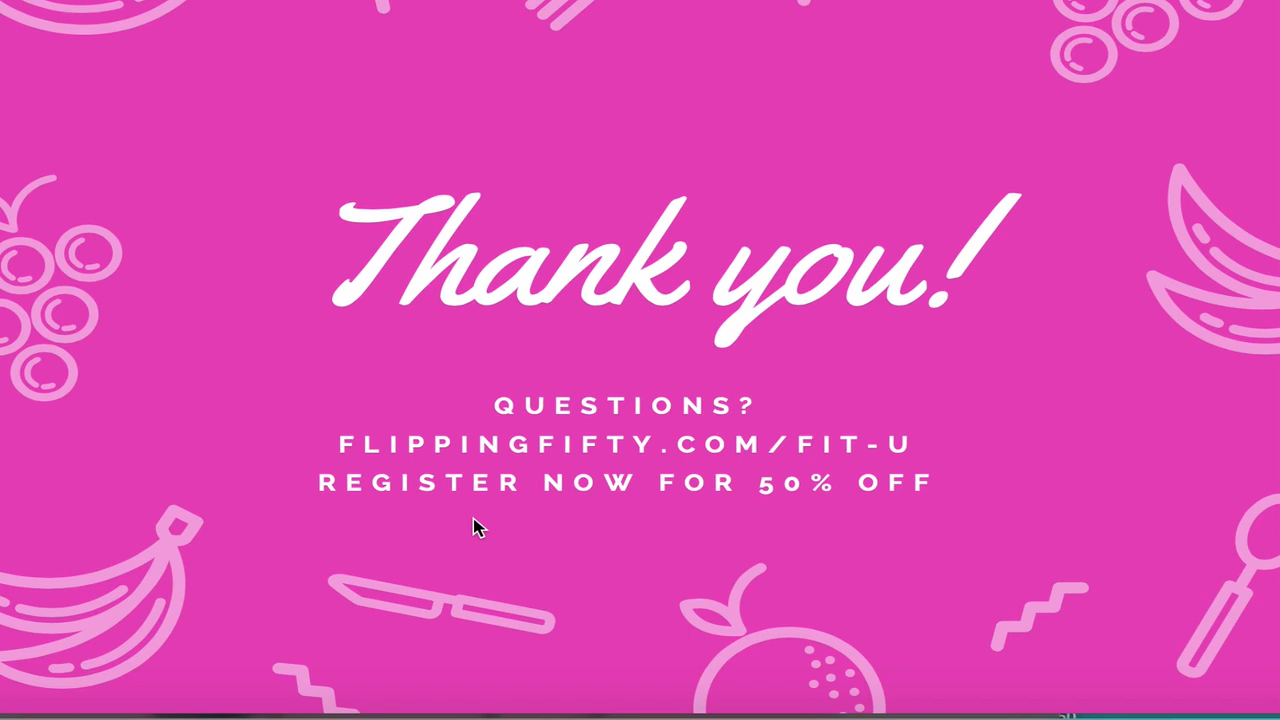 Thank you!
QUESTIONS?
FLIPPINGFIFTY.COM/FIT-U
REGISTER NOW FOR 50% OFF